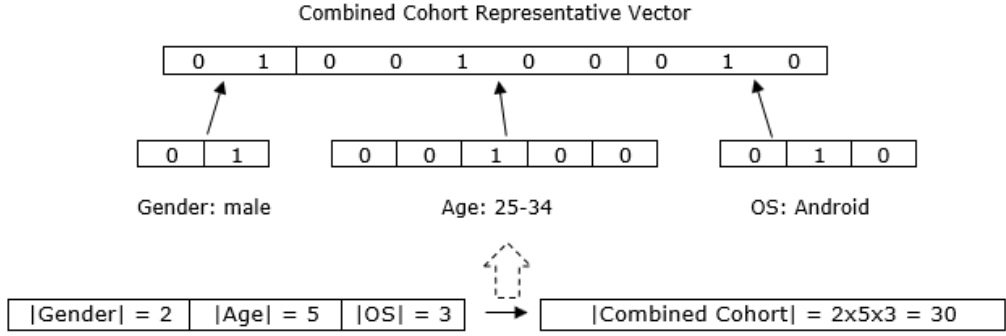 Combined Cohort Representative Vector
0 1 0 0 1 0 0 0 1 0
0 1 0 0 1 0 0 0 1 0
Gender: male Age: 25-34 OS: Android
|Gender| = 2 |Age| = 5 |OS| = 3 |Combined Cohort| = 2x5x3 = 30